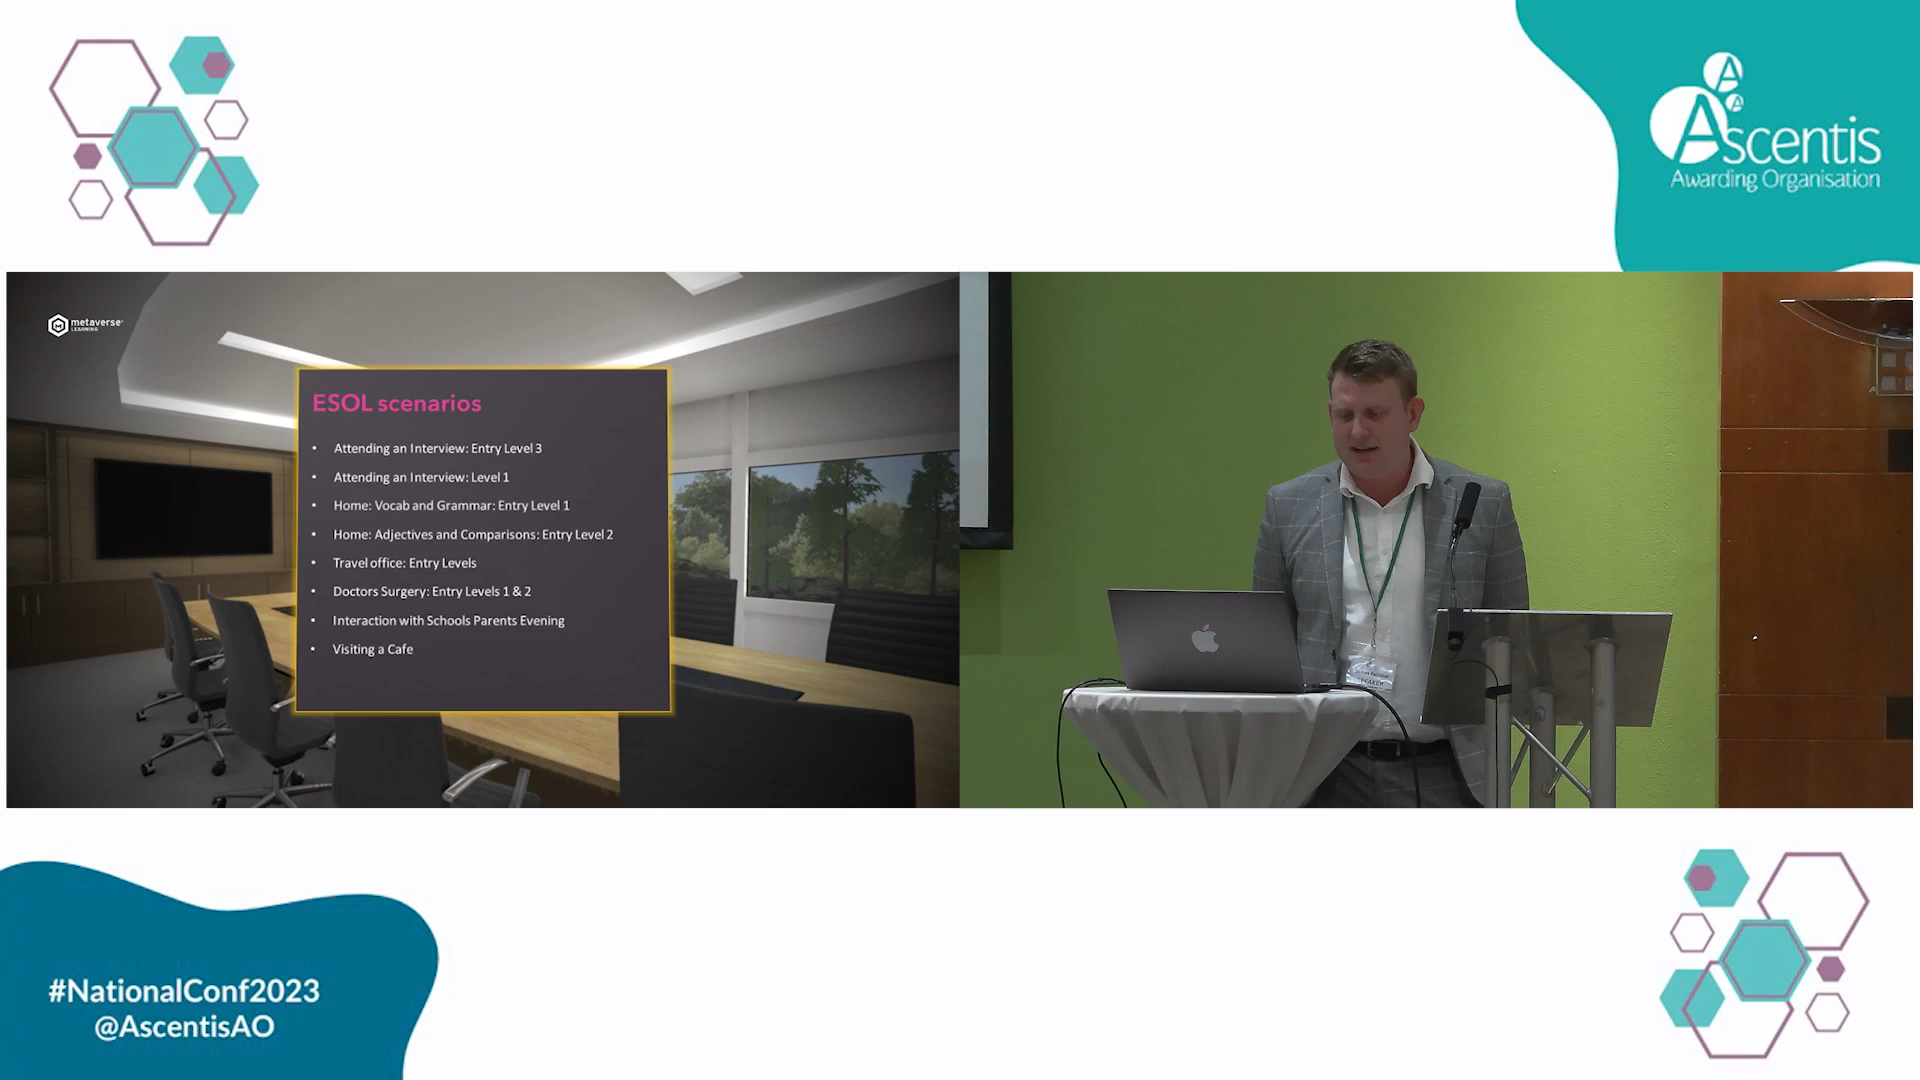 Ascentis
Awarding Organisation
metaverse
LEARNING
ESOL scenarios
• Attending an Interview: Entry Level 3
• Attending an Interview: Level 1
• Home: Vocab and Grammar: Entry Level 1
• Home: Adjectives and Comparisons: Entry Level 2
• Travel office: Entry Levels
• Doctors Surgery: Entry Levels 1 & 2
• Interaction with Schools Parents Evening
• Visiting a Cafe
SPEAKER
#NationalConf2023
@AscentisAO